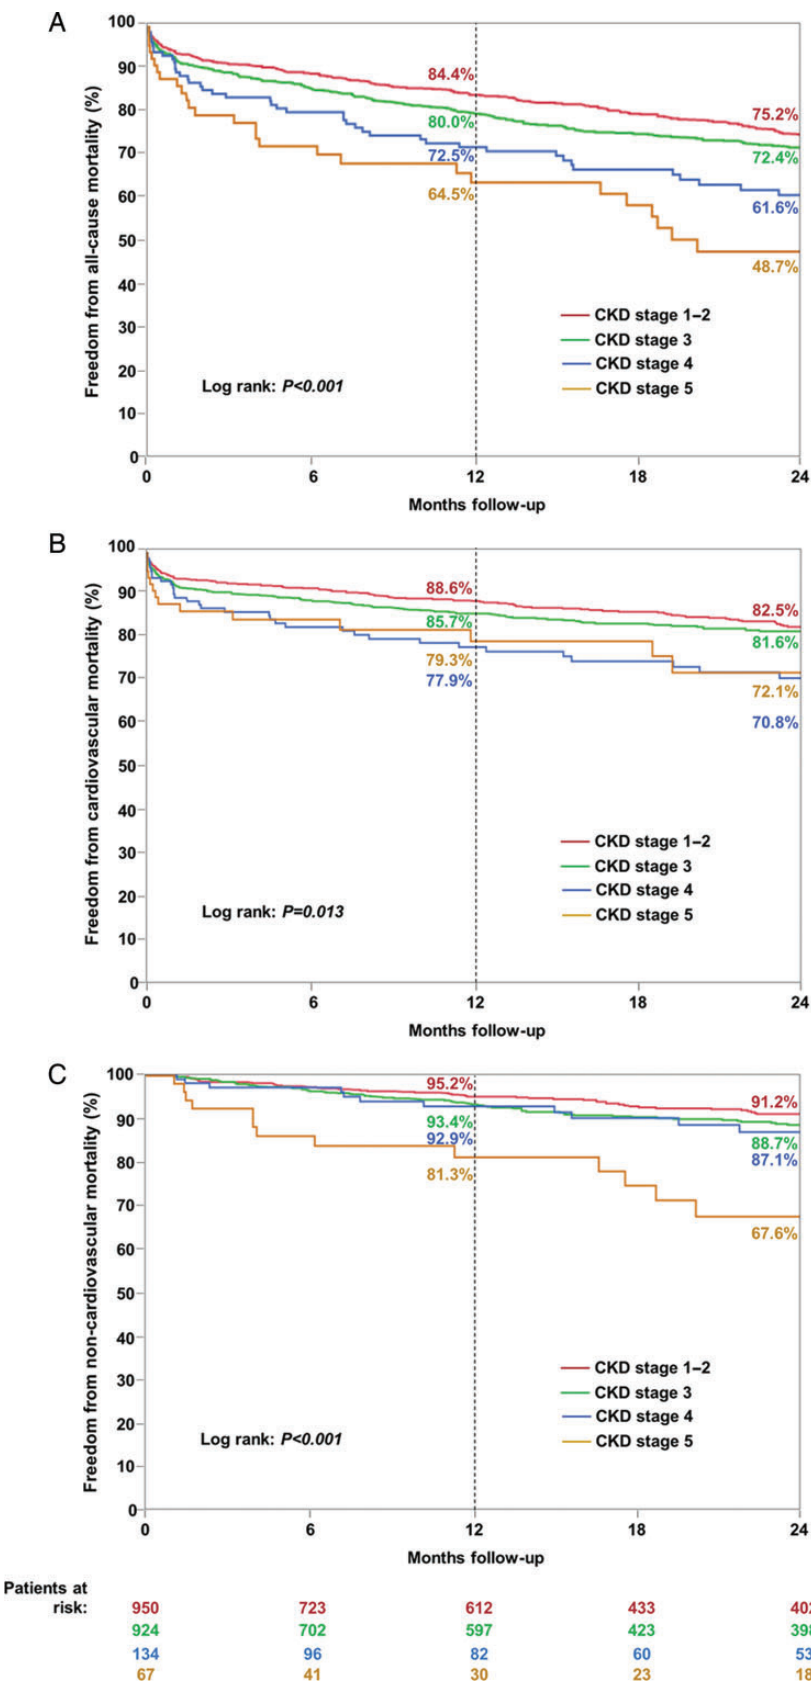 A
Freedom from all-cause mortality (%)
100
90
80
70
60
50
40
30
20
10
0
84.4%
80.0%
72.5%
64.5%
75.2%
72.4%
61.6%
48.7%
CKD stage 1–2
CKD stage 3
CKD stage 4
CKD stage 5
Log rank: P<0.001
0 6 12 18 24
Months follow-up
B
Freedom from cardiovascular mortality (%)
100
90
80
70
60
50
40
30
20
10
0
88.6%
85.7%
79.3%
77.9%
82.5%
81.6%
72.1%
70.8%
CKD stage 1–2
CKD stage 3
CKD stage 4
CKD stage 5
Log rank: P=0.013
0 6 12 18 24
Months follow-up
C
Freedom from non-cardiovascular mortality (%)
100
90
80
70
60
50
40
30
20
10
0
95.2%
93.4%
92.9%
81.3%
91.2%
88.7%
87.1%
67.6%
CKD stage 1–2
CKD stage 3
CKD stage 4
CKD stage 5
Log rank: P<0.001
0 6 12 18 24
Months follow-up
Patients at
risk:
950 723 612 433
924 702 597 423
134 96 82 60 53
67 41 30 23 18